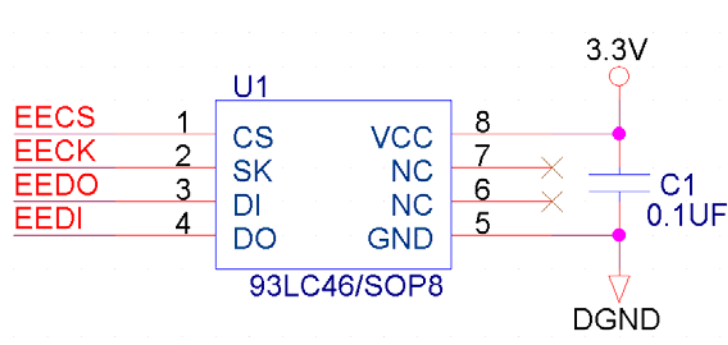 3.3V
U1
EECS 1 CS VCC 8
EECK 2 SK NC 7
EEDO 3 DI NC 6
EEDI 4 DO GND 5
C1
0.1UF
93LC46/SOP8
DGND